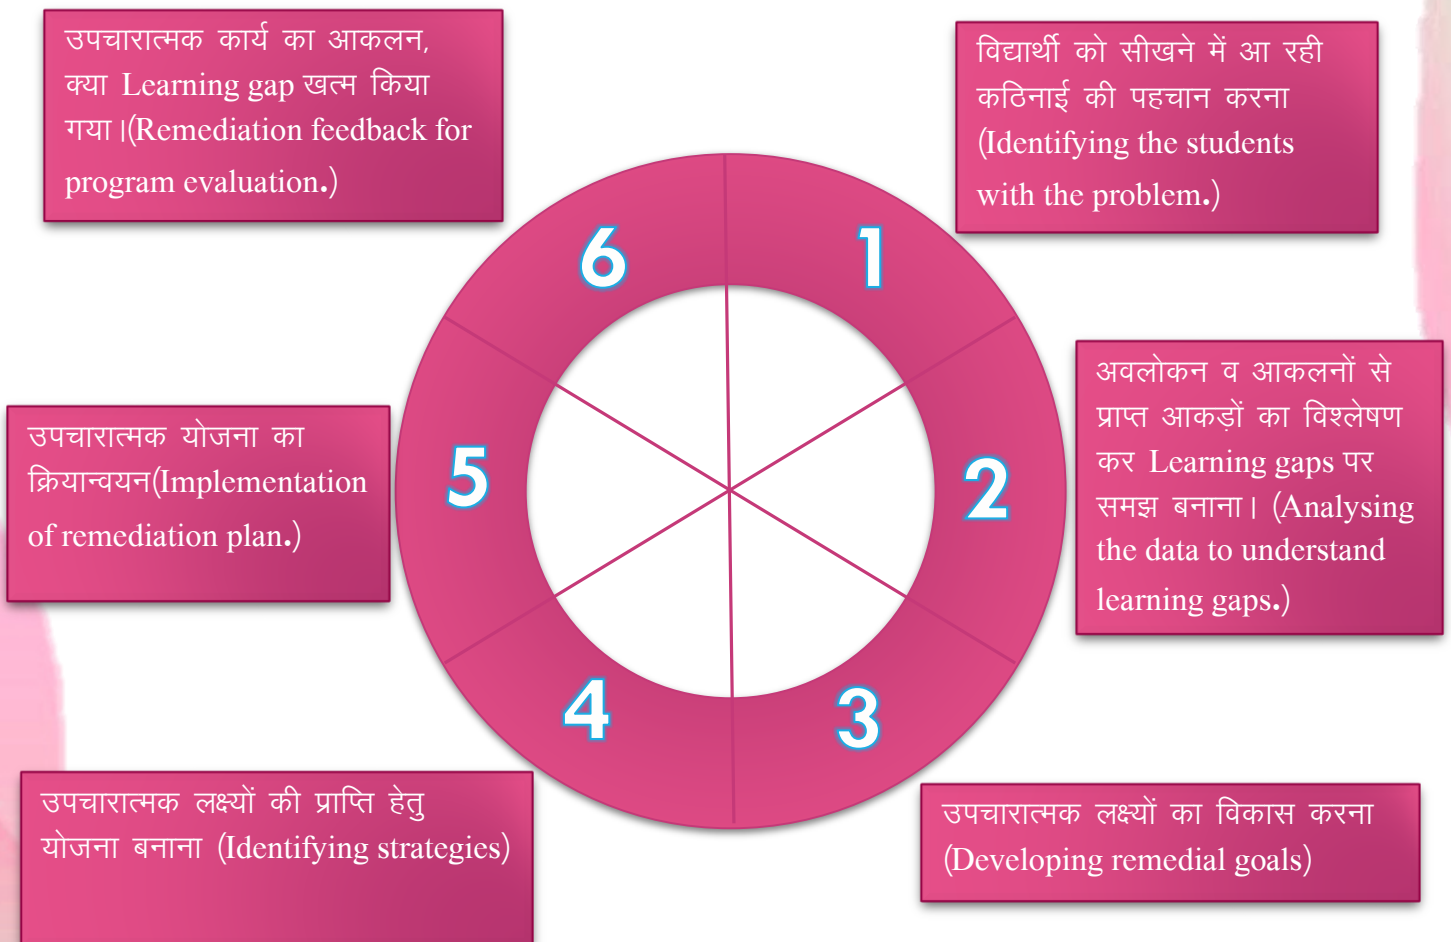 उपचारात्मक कार्य का आकलन,
क्या Learning gap खत्म किया
गया।(Remediation feedback for
program evaluation.)
विद्यार्थी को सीखने में आ रही
कठिनाई की पहचान करना
(Identifying the students
with the problem.)
6
1
अवलोकन व आकलनों से
प्राप्त आकड़ों का विश्लेषण
कर Learning gaps पर
समझ बनाना। (Analysing
the data to understand
learning gaps.)
उपचारात्मक योजना का
क्रियान्वयन(Implementation
of remediation plan.)
5
2
4
3
उपचारात्मक लक्ष्यों की प्राप्ति हेतु
योजना बनाना (Identifying strategies)
उपचारात्मक लक्ष्यों का विकास करना
(Developing remedial goals)